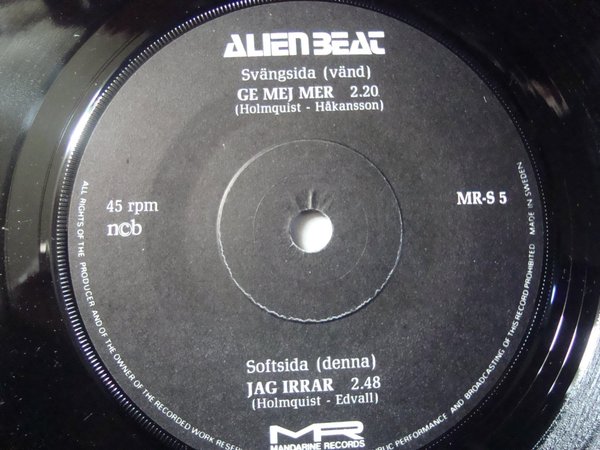 ALIEN BEAT
Svängsida (vänd)
GE MEJ MER 2.20
(Holmquist - Håkansson)
45 rpm
MR-S 5
ncb
Softsida (denna)
JAG IRRAR 2.48
(Holmquist - Edvall)
MR
MANDARINE RECORDS
ALL RIGHTS OF THE PRODUCER AND OF THE OWNER OF THE RECORDED WORK
PERFORMANCE AND BROADCASTING OF THIS RECORD PROHIBITED. MADE IN SWEDEN